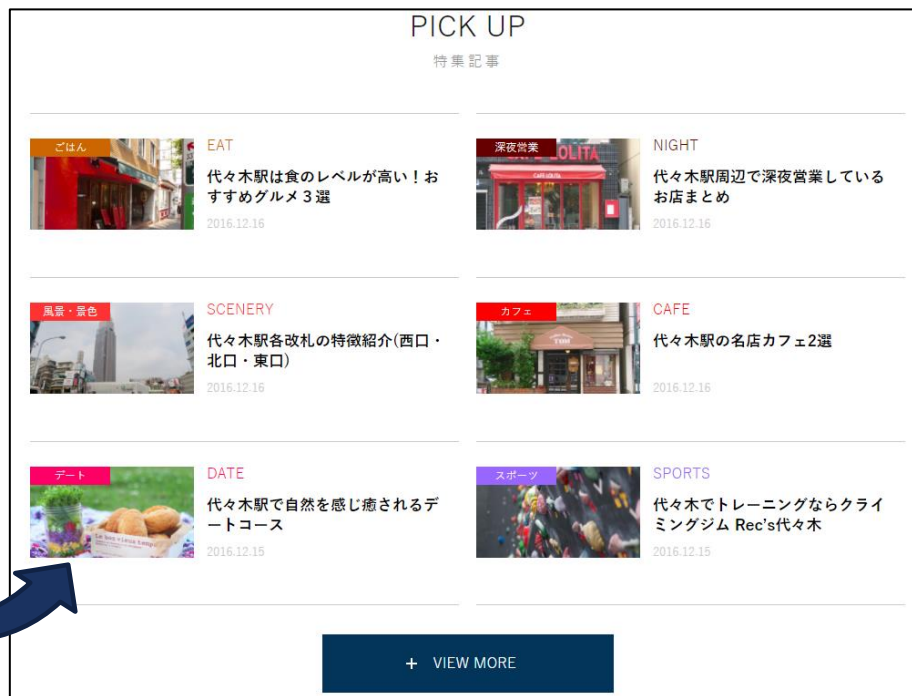 PICK UP
特集記事
ごはん
EAT
代々木駅は食のレベルが高い！お
すすめグルメ３選
2016.12.16
深夜営業
CAFE LOLITA
CAFE LOLITA
NIGHT
代々木駅周辺で深夜営業している
お店まとめ
2016.12.16
風景・景色
SCENERY
代々木駅各改札の特徴紹介(西口・
北口・東口)
2016.12.16
カフェ
TOM
CAFE
代々木駅の名店カフェ2選
2016.12.16
デート
DATE
代々木駅で自然を感じ癒されるデ
ートコース
2016.12.15
スポーツ
SPORTS
代々木でトレーニングならクライ
ミングジム Rec's代々木
2016.12.15
+ VIEW MORE